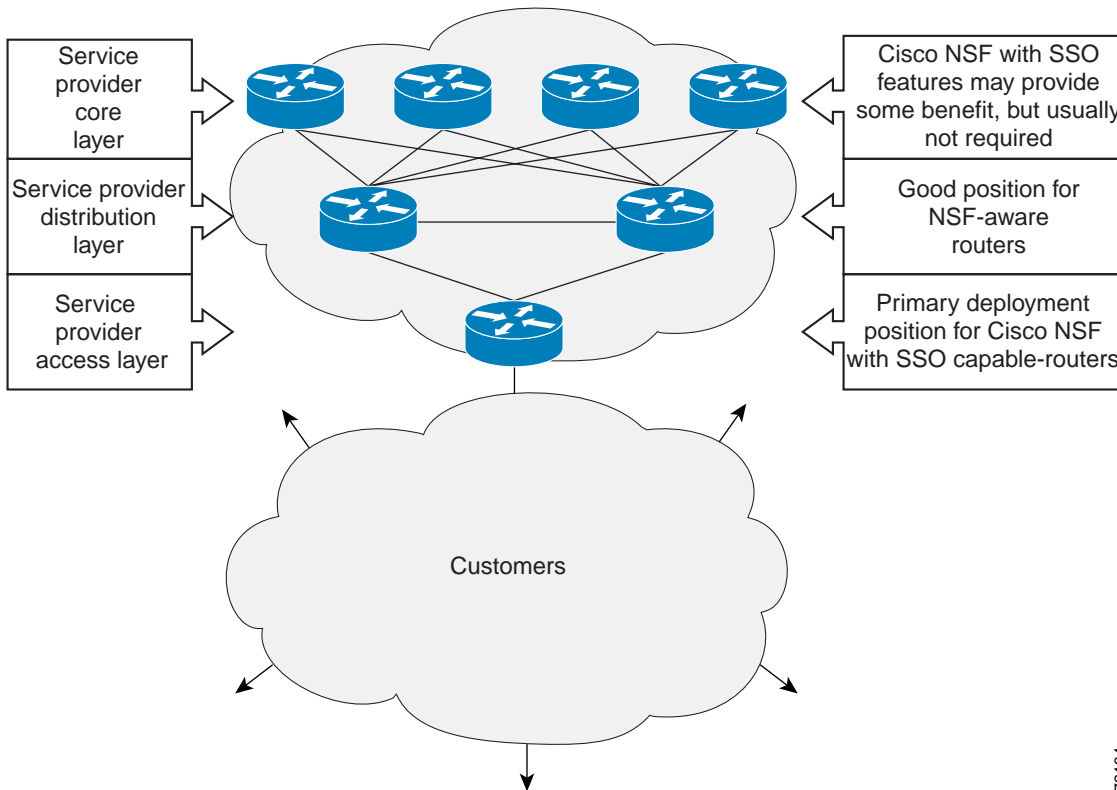 Service
provider
core
layer
Cisco NSF with SSO
features may provide
some benefit, but usually
not required
Service provider
distribution
layer
Good position for
NSF-aware
routers
Service
provider
access layer
Primary deployment
position for Cisco NSF
with SSO capable-routers
Customers